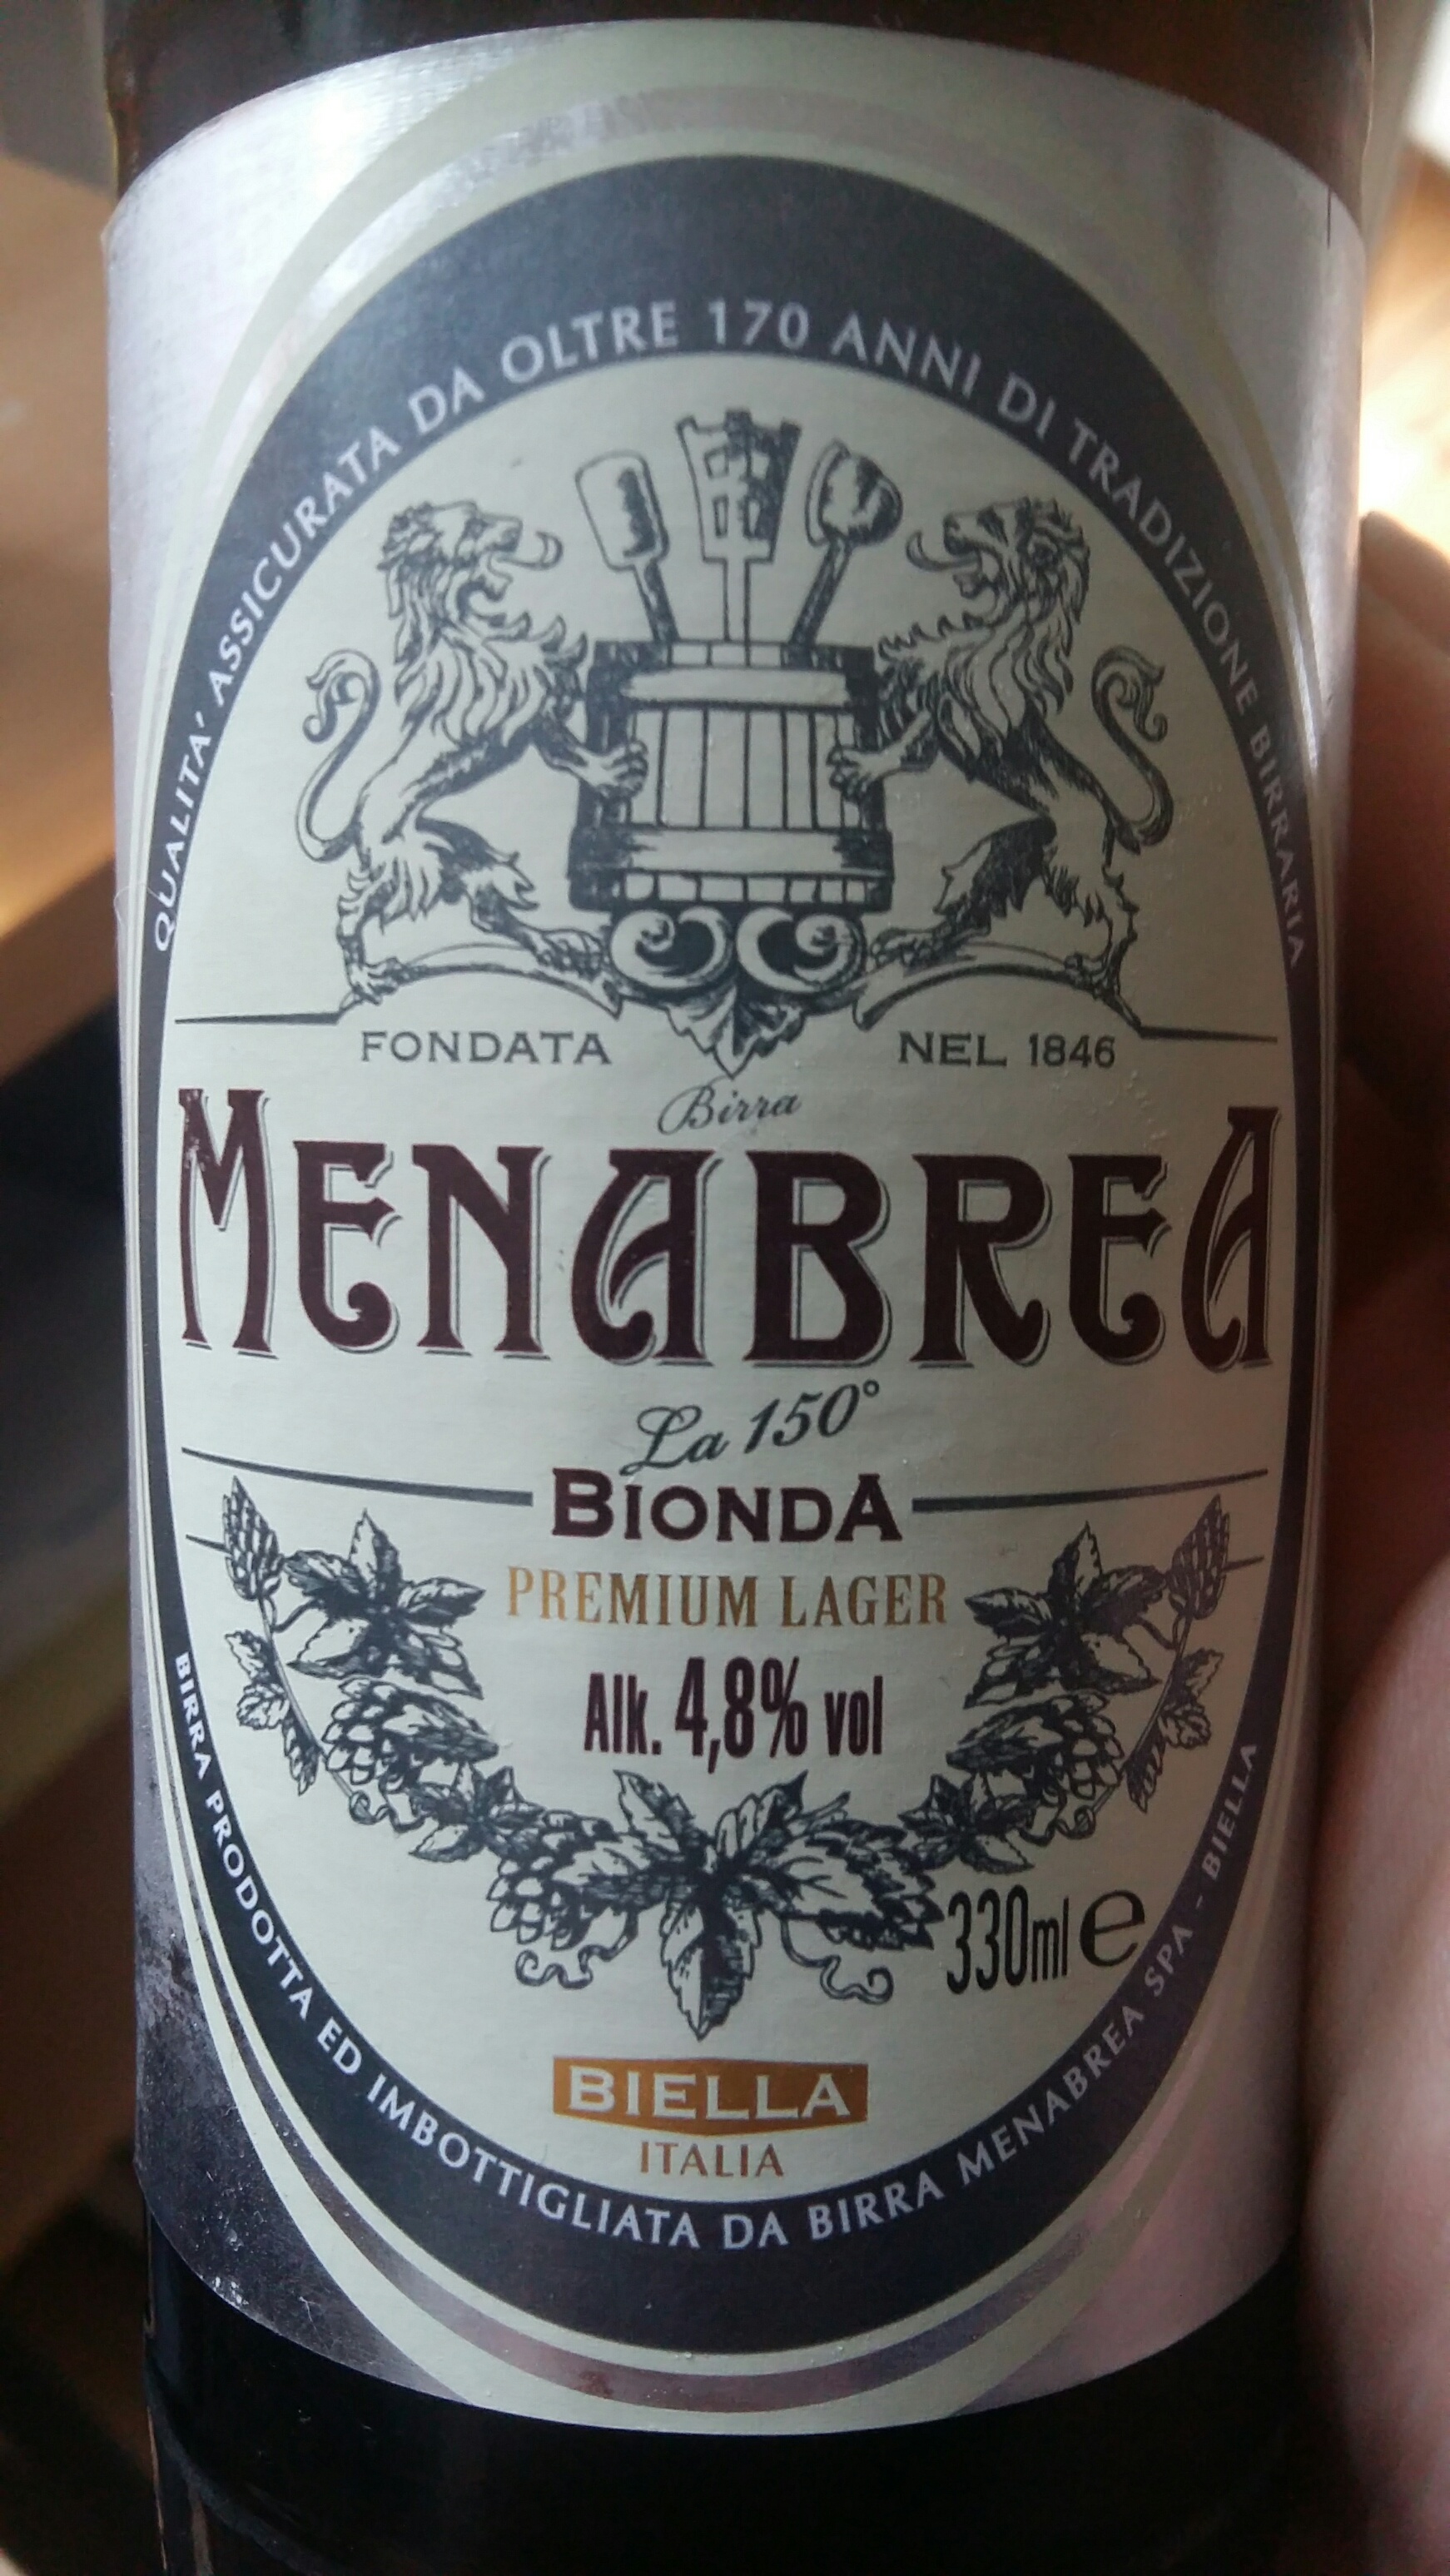 QUALITA' ASSICURATA DA OLTRE 170 ANNI DI TRADIZIONE BIRRARIA
FONDATA NEL 1846
Birra
MENABREA
La 150°
BIONDA
PREMIUM LAGER
Alk. 4,8% vol
330ml e
BIELLA
ITALIA
BIRRA PRODOTTA ED IMBOTTIGLIATA DA BIRRA MENABREA SPA - BIELLA